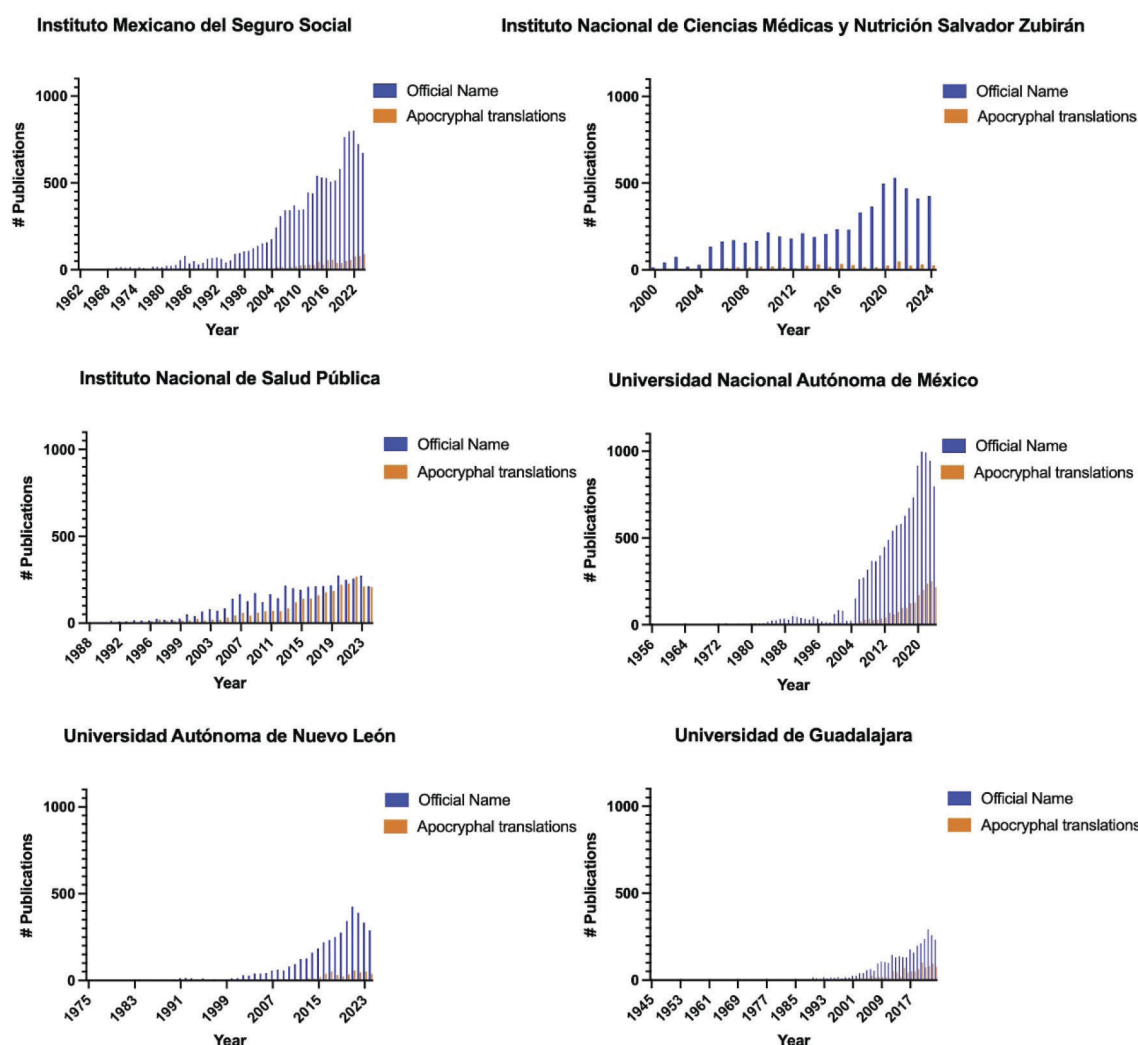 Instituto Mexicano del Seguro Social
# Publications
1000
500
0
Official Name
Apocryphal translations
1962
1968
1974
1980
1986
1992
1998
2004
2010
2016
2022
Year
Instituto Nacional de Ciencias Médicas y Nutrición Salvador Zubirán
# Publications
1000
500
0
Official Name
Apocryphal translations
2000
2004
2008
2012
2016
2020
2024
Year
Instituto Nacional de Salud Pública
# Publications
1000
500
0
Official Name
Apocryphal translations
1988
1992
1996
1999
2003
2007
2011
2015
2019
2023
Year
Universidad Nacional Autónoma de México
# Publications
1000
500
0
Official Name
Apocryphal translations
1956
1964
1972
1980
1988
1996
2004
2012
2020
Year
Universidad Autónoma de Nuevo León
# Publications
1000
500
0
Official Name
Apocryphal translations
1975
1983
1991
1999
2007
2015
2023
Year
Universidad de Guadalajara
# Publications
1000
500
0
Official Name
Apocryphal translations
1945
1953
1961
1969
1977
1985
1993
2001
2009
2017
Year